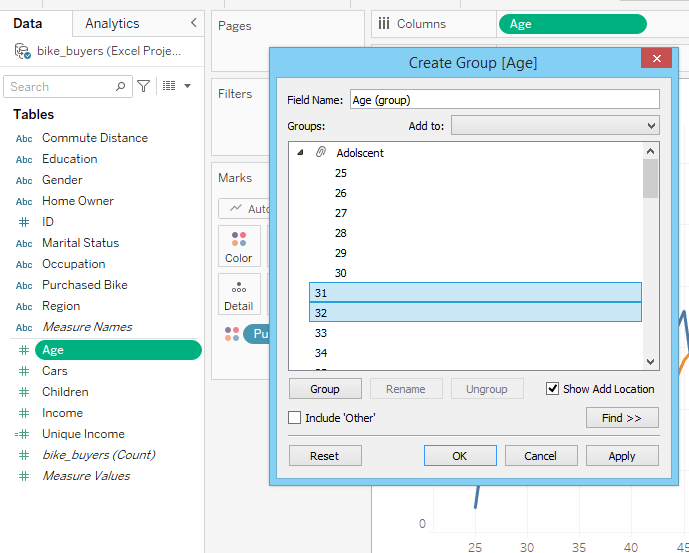 Data
Analytics
Pages
Columns
Age
bike_buyers (Excel Proje...
Search
Tables
Abc Commute Distance
Abc Education
Abc Gender
Abc Home Owner
# ID
Abc Marital Status
Abc Occupation
Abc Purchased Bike
Abc Region
Abc Measure Names
# Age
# Cars
# Children
# Income
=# Unique Income
# bike_buyers (Count)
# Measure Values
Filters
Marks
Color
Detail
Create Group [Age]
Field Name: Age (group)
Groups: Add to:
Adolscent
25
26
27
28
29
30
31
32
33
34
Group Rename Ungroup Show Add Location
Include 'Other' Find >>
Reset OK Cancel Apply
0
25 30 35 40 45